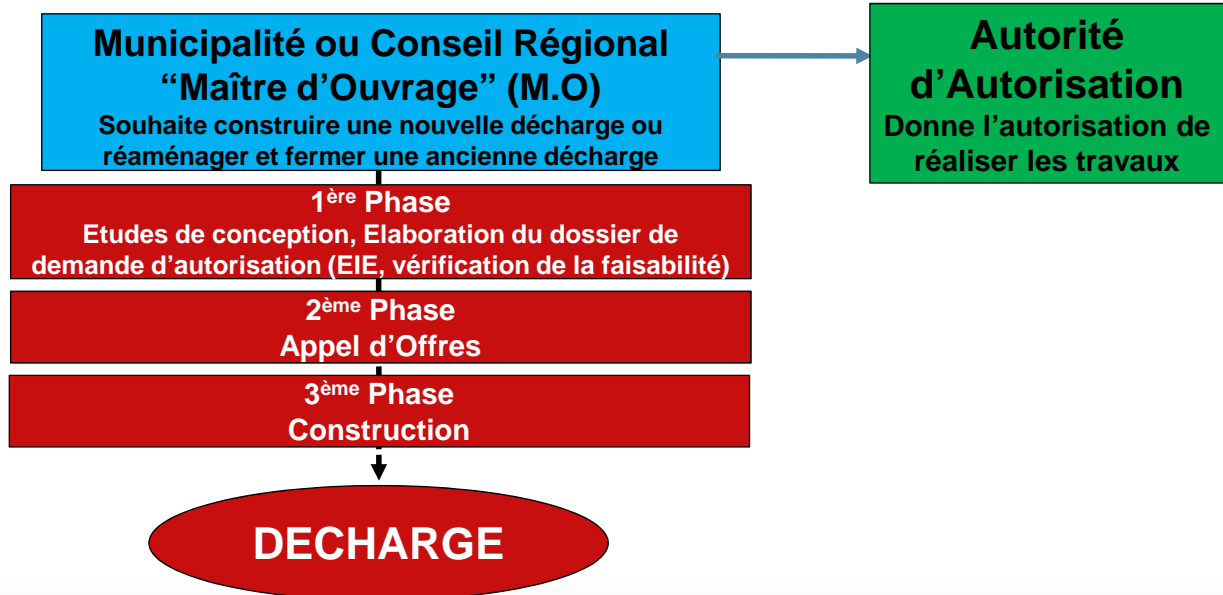 Municipalité ou Conseil Régional
“Maître d’Ouvrage” (M.O)
Souhaite construire une nouvelle décharge ou
réaménager et fermer une ancienne décharge
Autorité
d’Autorisation
Donne l’autorisation de
réaliser les travaux
1ère Phase
Etudes de conception, Elaboration du dossier de
demande d’autorisation (EIE, vérification de la faisabilité)
2ème Phase
Appel d’Offres
3ème Phase
Construction
DECHARGE